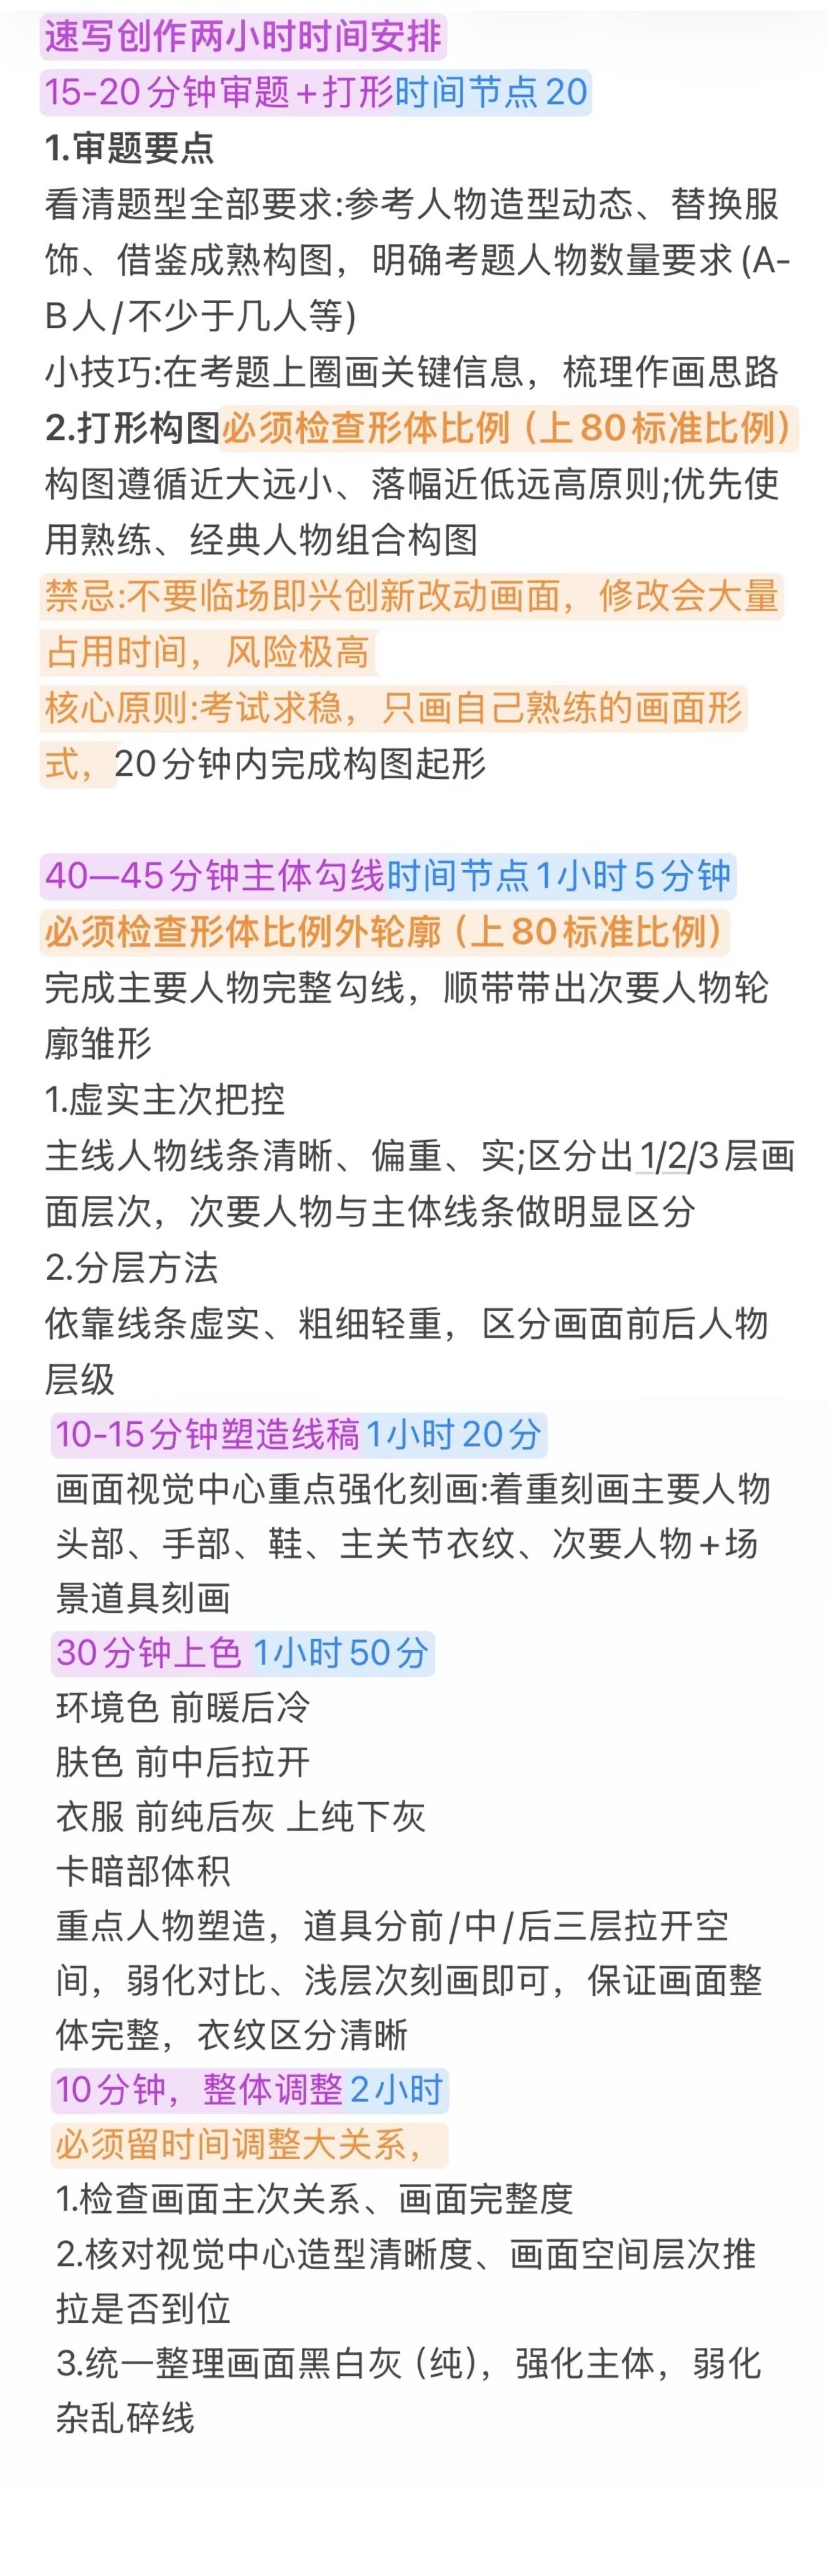 速写创作两小时时间安排
15-20分钟审题+打形时间节点20
1.审题要点
看清题型全部要求:参考人物造型动态、替换服
饰、借鉴成熟构图，明确考题人物数量要求(A-
B人/不少于几人等)
小技巧:在考题上圈画关键信息，梳理作画思路
2.打形构图必须检查形体比例（上80标准比例）
构图遵循近大远小、落幅近低远高原则;优先使
用熟练、经典人物组合构图
禁忌:不要临场即兴创新改动画面，修改会大量
占用时间，风险极高
核心原则:考试求稳，只画自己熟练的画面形
式，20分钟内完成构图起形
40—45分钟主体勾线时间节点1小时5分钟
必须检查形体比例外轮廓（上80标准比例）
完成主要人物完整勾线，顺带带出次要人物轮
廓雏形
1.虚实主次把控
主线人物线条清晰、偏重、实;区分出1/2/3层画
面层次，次要人物与主体线条做明显区分
2.分层方法
依靠线条虚实、粗细轻重，区分画面前后人物
层级
10-15分钟塑造线稿1小时20分
画面视觉中心重点强化刻画:着重刻画主要人物
头部、手部、鞋、主关节衣纹、次要人物+场
景道具刻画
30分钟上色 1小时50分
环境色 前暖后冷
肤色 前中后拉开
衣服 前纯后灰 上纯下灰
卡暗部体积
重点人物塑造，道具分前/中/后三层拉开空
间，弱化对比、浅层次刻画即可，保证画面整
体完整，衣纹区分清晰
10分钟，整体调整2小时
必须留时间调整大关系，
1.检查画面主次关系、画面完整度
2.核对视觉中心造型清晰度、画面空间层次推
拉是否到位
3.统一整理画面黑白灰（纯），强化主体，弱化
杂乱碎线